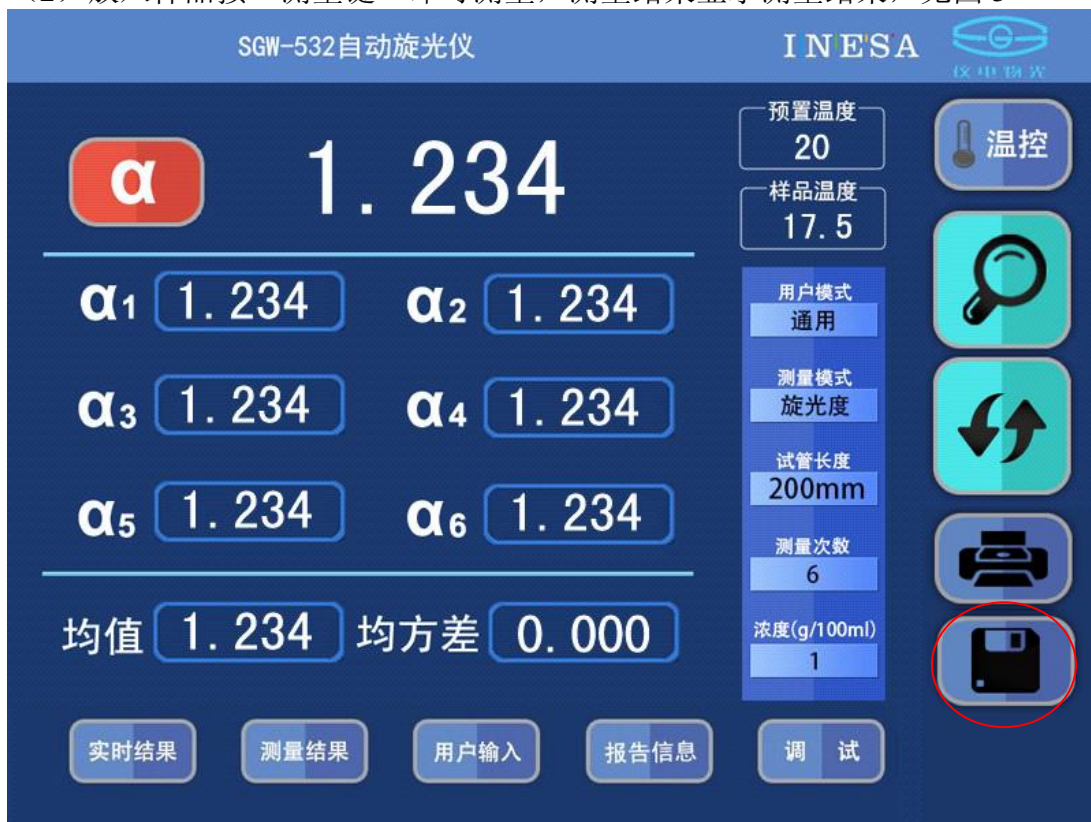 SGW-532自动旋光仪
INESA
仪电物光
预置温度
20
温控
α 1.234
样品温度
17.5
α1 1.234 α2 1.234
用户模式
通用
α3 1.234 α4 1.234
测量模式
旋光度
试管长度
200mm
α5 1.234 α6 1.234
测量次数
6
均值 1.234 均方差 0.000
浓度(g/100ml)
1
实时结果 测量结果 用户输入 报告信息 调 试